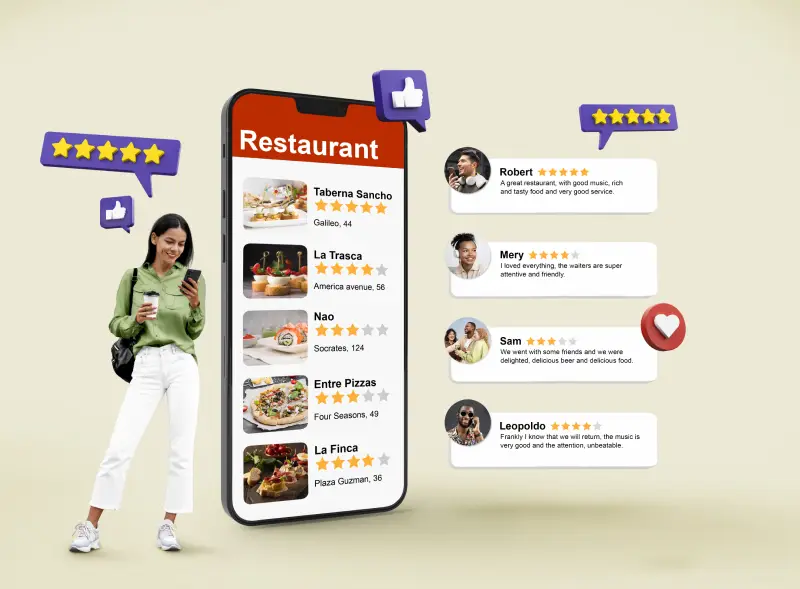 Restaurant
Taberna Sancho
Galileo, 44
La Trasca
America avenue, 56
Nao
Socrates, 124
Entre Pizzas
Four Seasons, 49
La Finca
Plaza Guzman, 36
Robert
A great restaurant, with good music, rich
and tasty food and very good service.
Mery
I loved everything, the waiters are super
attentive and friendly.
Sam
We went with some friends and we were
delighted, delicious beer and delicious food.
Leopoldo
Frankly I know that we will return, the music is
very good and the attention, unbeatable.